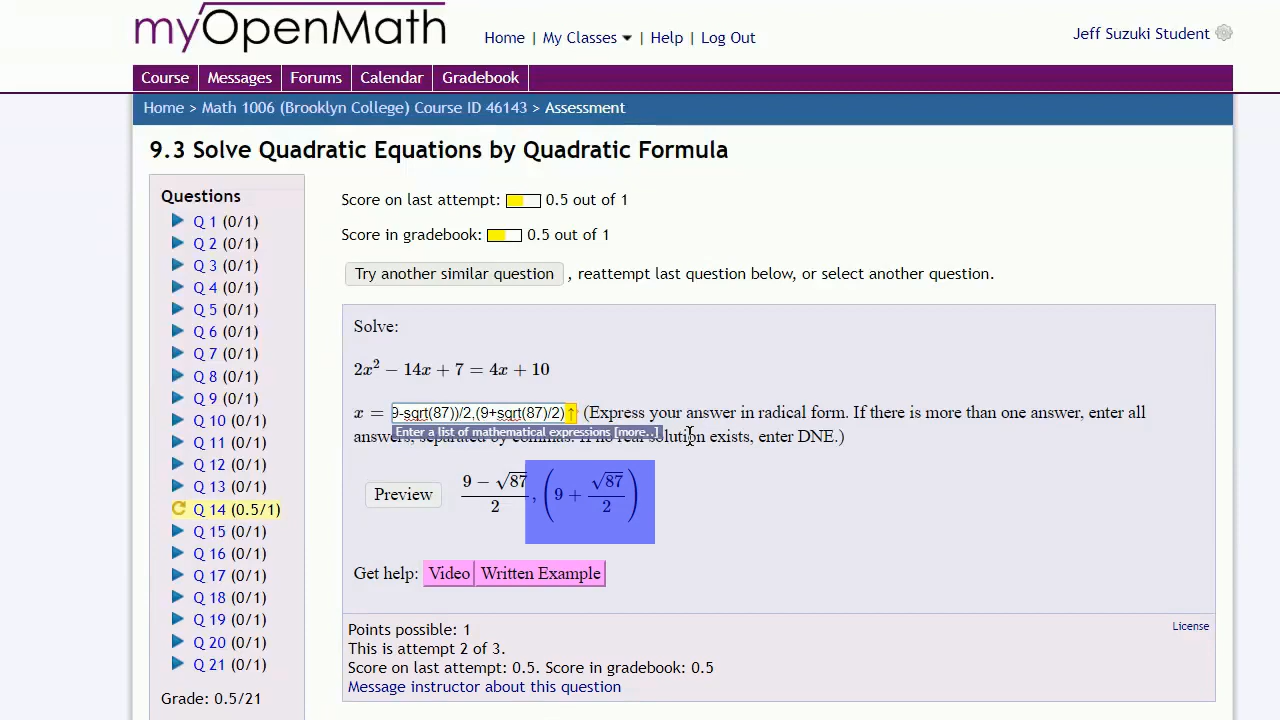 myOpenMath
Home | My Classes | Help | Log Out
Jeff Suzuki Student
Course Messages Forums Calendar Gradebook
Home > Math 1006 (Brooklyn College) Course ID 46143 > Assessment
9.3 Solve Quadratic Equations by Quadratic Formula
Questions
Q 1 (0/1)
Q 2 (0/1)
Q 3 (0/1)
Q 4 (0/1)
Q 5 (0/1)
Q 6 (0/1)
Q 7 (0/1)
Q 8 (0/1)
Q 9 (0/1)
Q 10 (0/1)
Q 11 (0/1)
Q 12 (0/1)
Q 13 (0/1)
Q 14 (0.5/1)
Q 15 (0/1)
Q 16 (0/1)
Q 17 (0/1)
Q 18 (0/1)
Q 19 (0/1)
Q 20 (0/1)
Q 21 (0/1)
Grade: 0.5/21
Score on last attempt: 0.5 out of 1
Score in gradebook: 0.5 out of 1
Try another similar question , reattempt last question below, or select another question.
Solve:
2x² − 14x + 7 = 4x + 10
x = 9-sqrt(87))/2,(9+sqrt(87)/2) ↑ (Express your answer in radical form. If there is more than one answer, enter all
Enter a list of mathematical expressions [more..]
answers, separated by commas. If no real solution exists, enter DNE.)
Preview (9 − √87)/2 , (9 + √87/2)
Get help: Video Written Example
License
Points possible: 1
This is attempt 2 of 3.
Score on last attempt: 0.5. Score in gradebook: 0.5
Message instructor about this question